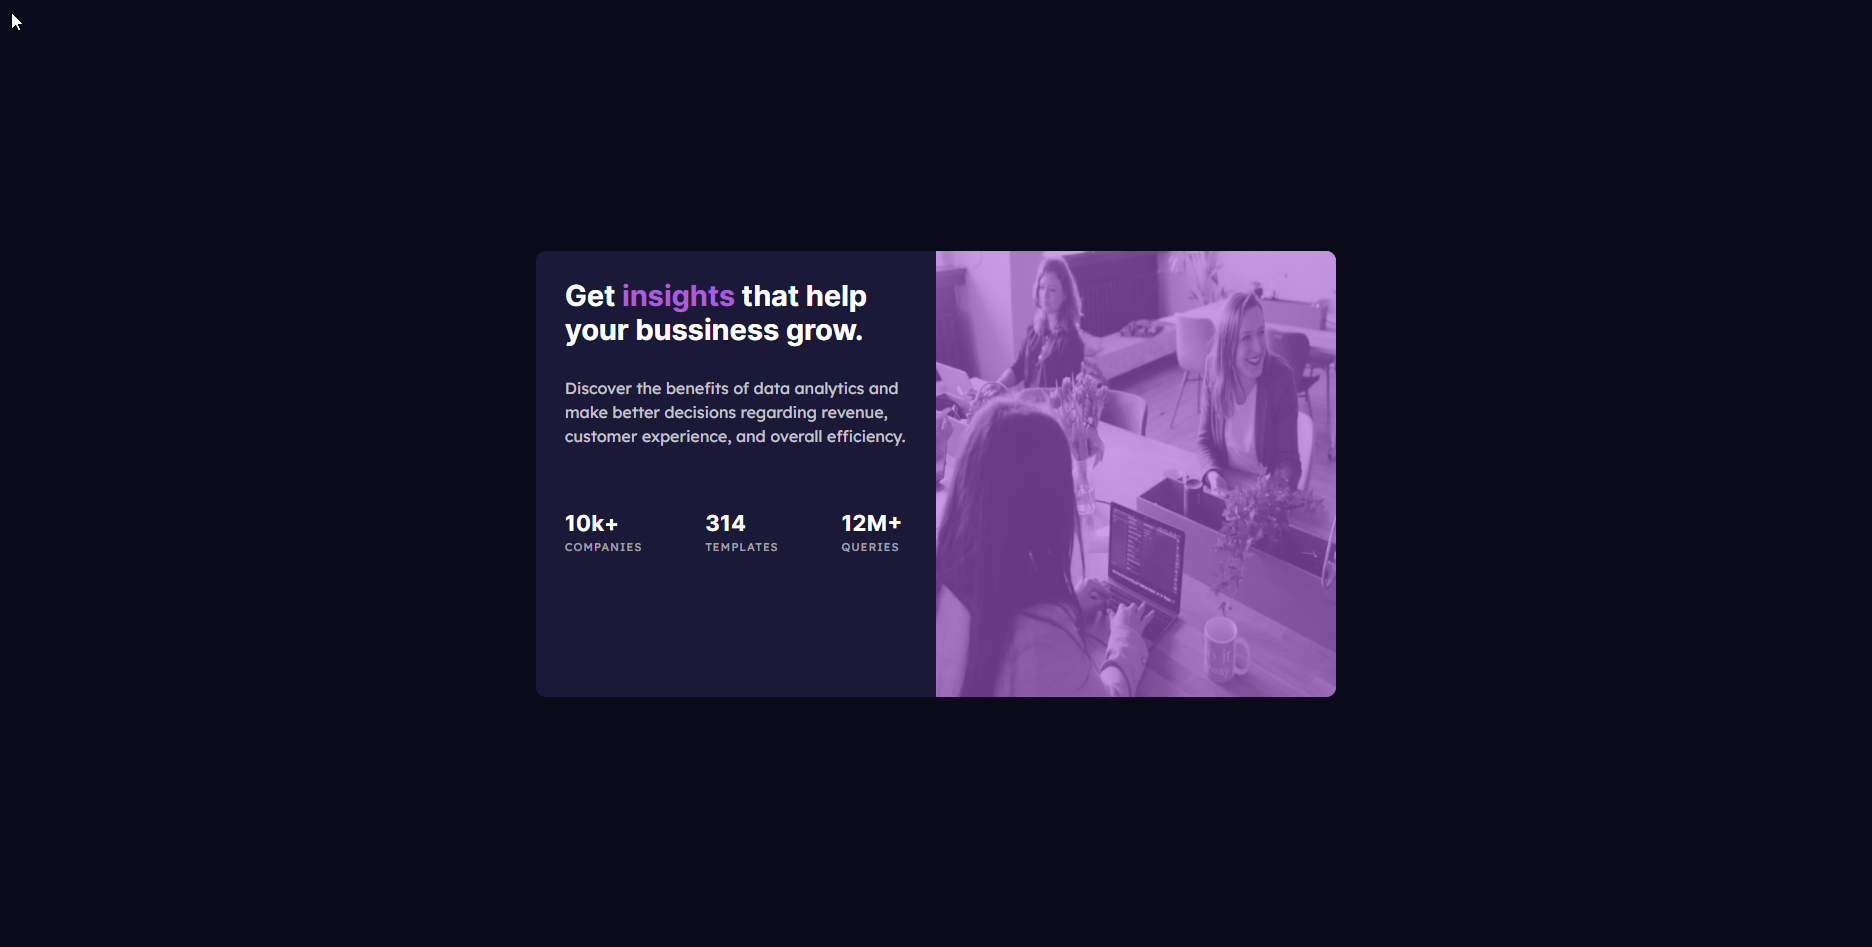 Get insights that help
your bussiness grow.
Discover the benefits of data analytics and
make better decisions regarding revenue,
customer experience, and overall efficiency.
10k+ 314 12M+
COMPANIES TEMPLATES QUERIES